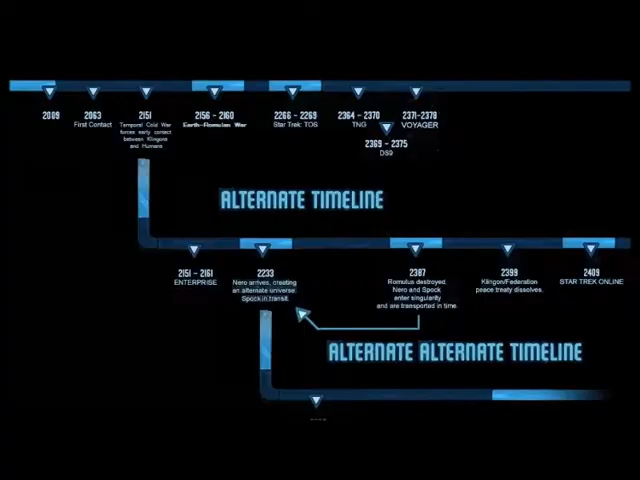 2009
2063
First Contact
2151
Temporal Cold War
forces early contact
between Klingons
and Humans
2156 - 2160
Earth-Romulan War
2266 - 2269
Star Trek: TOS
2364 - 2370
TNG
2371-2378
VOYAGER
2369 - 2375
DS9
ALTERNATE TIMELINE
2151 - 2161
ENTERPRISE
2233
Nero arrives, creating
an alternate universe.
Spock in transit.
2387
Romulus destroyed.
Nero and Spock
enter singularity
and are transported in time.
2399
Klingon/Federation
peace treaty dissolves.
2409
STAR TREK ONLINE
ALTERNATE ALTERNATE TIMELINE